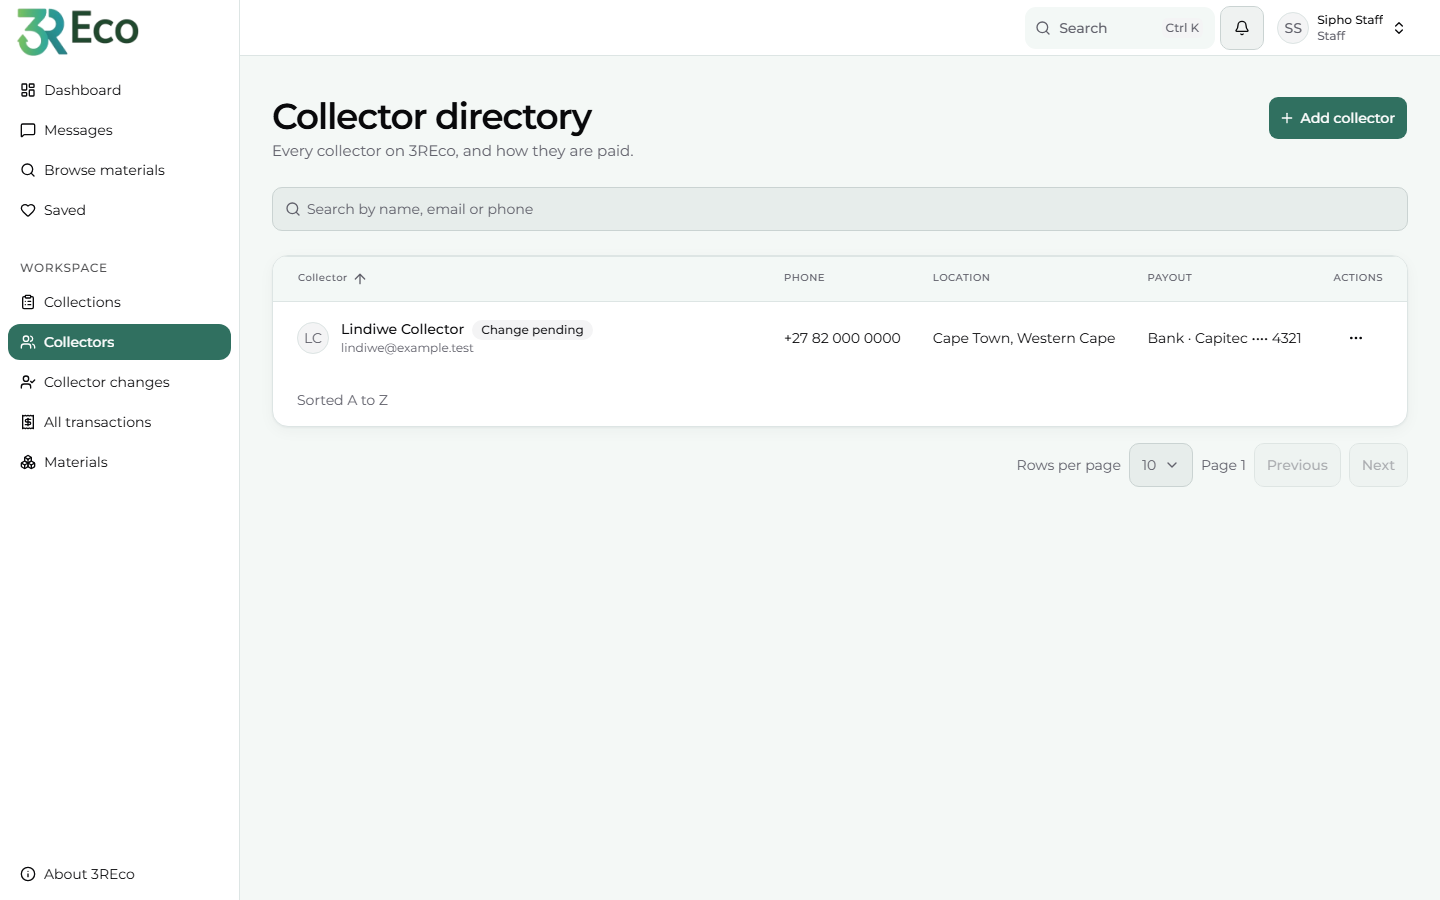 3R Eco
Search Ctrl K
SS
Sipho Staff
Staff
Dashboard
Messages
Browse materials
Saved
WORKSPACE
Collections
Collectors
Collector changes
All transactions
Materials
About 3REco
Collector directory
Every collector on 3REco, and how they are paid.
+ Add collector
Search by name, email or phone
Collector ↑ PHONE LOCATION PAYOUT ACTIONS
LC Lindiwe Collector Change pending
lindiwe@example.test
+27 82 000 0000 Cape Town, Western Cape Bank · Capitec •••• 4321 •••
Sorted A to Z
Rows per page 10 Page 1 Previous Next